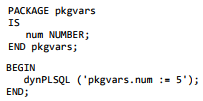 PACKAGE pkgvars
IS
num NUMBER;
END pkgvars;
BEGIN
dynPLSQL ('pkgvars.num := 5');
END;